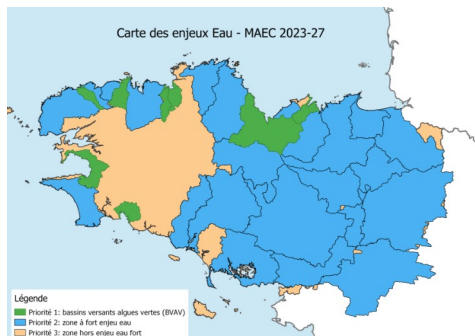 Carte des enjeux Eau - MAEC 2023-27
Légende
Priorité 1: bassins versants algues vertes (BVAV)
Priorité 2: zone à fort enjeu eau
Priorité 3: zone hors enjeu eau fort